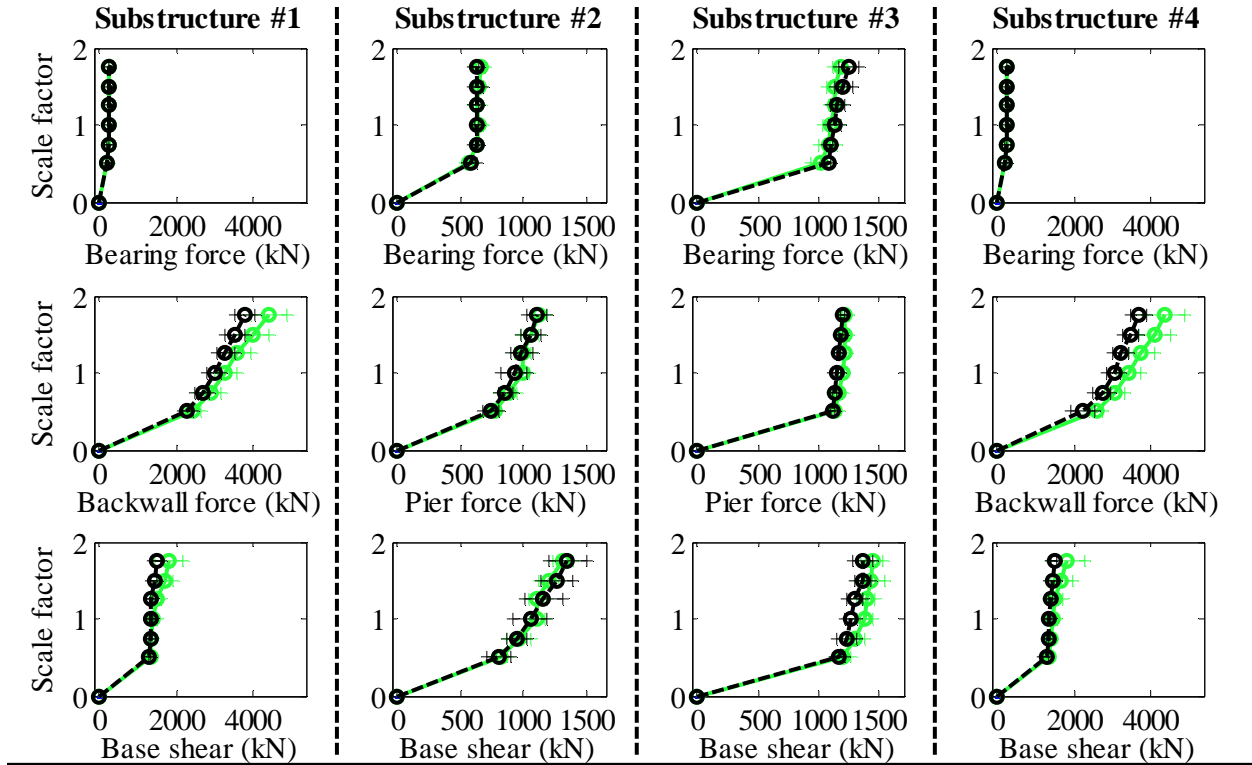 Substructure #1 Substructure #2 Substructure #3 Substructure #4
Scale factor
2
1
0
0 2000 4000
Bearing force (kN)
2
1
0
0 500 1000 1500
Bearing force (kN)
2
1
0
0 500 1000 1500
Bearing force (kN)
2
1
0
0 2000 4000
Bearing force (kN)
Scale factor
2
1
0
0 2000 4000
Backwall force (kN)
2
1
0
0 500 1000 1500
Pier force (kN)
2
1
0
0 500 1000 1500
Pier force (kN)
2
1
0
0 2000 4000
Backwall force (kN)
Scale factor
2
1
0
0 2000 4000
Base shear (kN)
2
1
0
0 500 1000 1500
Base shear (kN)
2
1
0
0 500 1000 1500
Base shear (kN)
2
1
0
0 2000 4000
Base shear (kN)